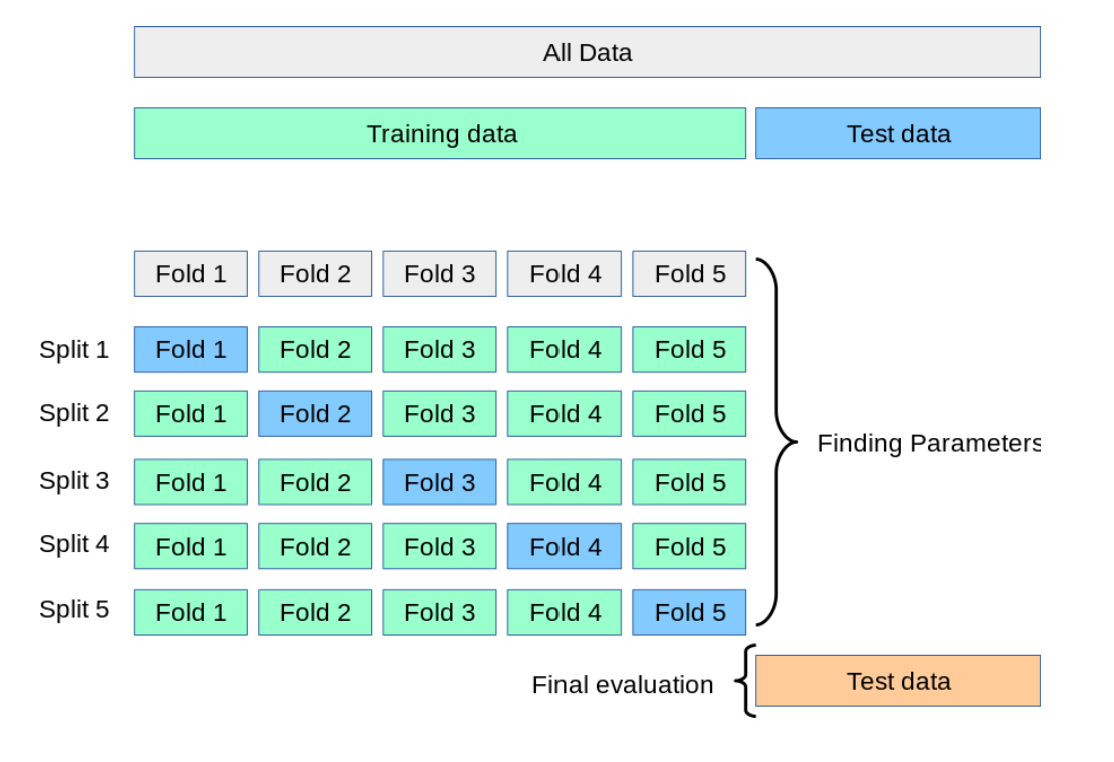 All Data
Training data Test data
Fold 1 Fold 2 Fold 3 Fold 4 Fold 5
Split 1 Fold 1 Fold 2 Fold 3 Fold 4 Fold 5
Split 2 Fold 1 Fold 2 Fold 3 Fold 4 Fold 5
Finding Parameters
Split 3 Fold 1 Fold 2 Fold 3 Fold 4 Fold 5
Split 4 Fold 1 Fold 2 Fold 3 Fold 4 Fold 5
Split 5 Fold 1 Fold 2 Fold 3 Fold 4 Fold 5
Final evaluation Test data